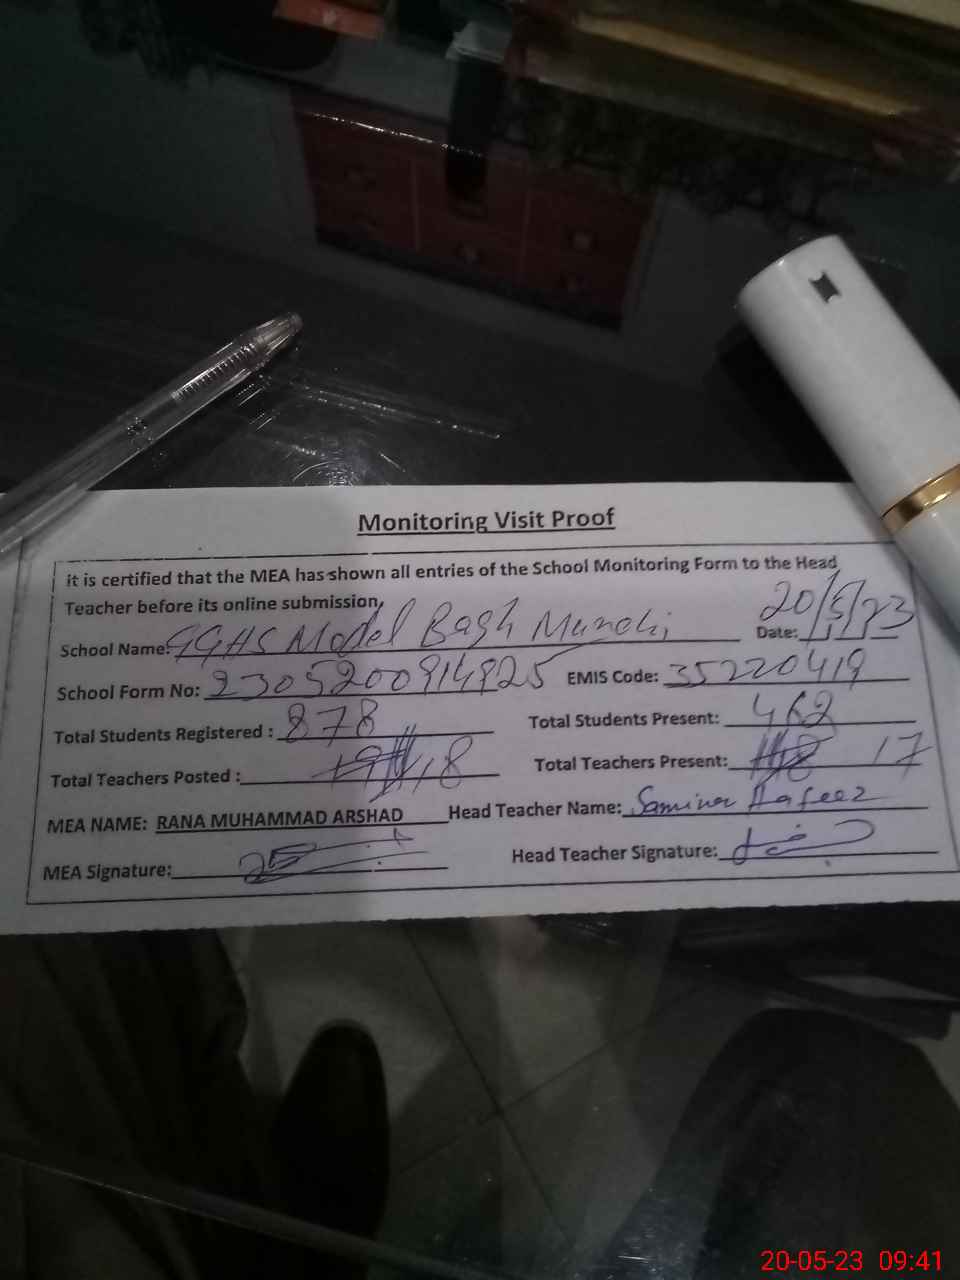 Monitoring Visit Proof
it is certified that the MEA has shown all entries of the School Monitoring Form to the Head
Teacher before its online submission,
School Name: GGHS Model Bagh Munchi Date: 20/5/23
School Form No: 2305200914925 EMIS Code: 35220419
Total Students Registered : 878 Total Students Present: 462
Total Teachers Posted : 18 Total Teachers Present: 17
MEA NAME: RANA MUHAMMAD ARSHAD Head Teacher Name: Samina Hafeez
MEA Signature: Head Teacher Signature:
20-05-23 09:41